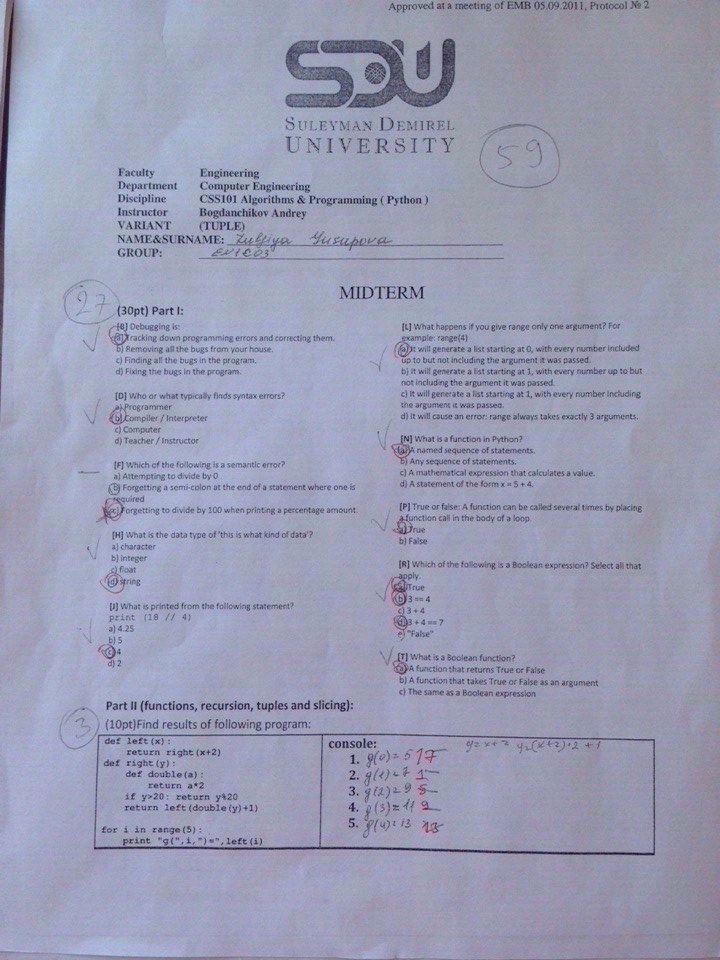 Approved at a meeting of EMB 05.09.2011, Protocol № 2
SDU
SULEYMAN DEMIREL
UNIVERSITY
59
Faculty Engineering
Department Computer Engineering
Discipline CSS101 Algorithms & Programming ( Python )
Instructor Bogdanchikov Andrey
VARIANT (TUPLE)
NAME&SURNAME: Zulfiya Yusupova
GROUP:
MIDTERM
27
(30pt) Part I:
[B] Debugging is:
a) Tracking down programming errors and correcting them.
b) Removing all the bugs from your house.
c) Finding all the bugs in the program.
d) Fixing the bugs in the program.
[D] Who or what typically finds syntax errors?
a) Programmer
b) Compiler / Interpreter
c) Computer
d) Teacher / Instructor
[F] Which of the following is a semantic error?
a) Attempting to divide by 0
b) Forgetting a semi-colon at the end of a statement where one is
required
c) Forgetting to divide by 100 when printing a percentage amount.
[H] What is the data type of 'this is what kind of data'?
a) character
b) integer
c) float
d) string
[J] What is printed from the following statement?
print (18 // 4)
a) 4.25
b) 5
c) 4
d) 2
[L] What happens if you give range only one argument? For
example: range(4)
a) It will generate a list starting at 0, with every number included
up to but not including the argument it was passed.
b) It will generate a list starting at 1, with every number up to but
not including the argument it was passed.
c) It will generate a list starting at 1, with every number including
the argument it was passed.
d) It will cause an error: range always takes exactly 3 arguments.
[N] What is a function in Python?
a) A named sequence of statements.
b) Any sequence of statements.
c) A mathematical expression that calculates a value.
d) A statement of the form x = 5 + 4.
[P] True or false: A function can be called several times by placing
a function call in the body of a loop.
a) True
b) False
[R] Which of the following is a Boolean expression? Select all that
apply.
a) True
b) 3 == 4
c) 3 + 4
d) 3 + 4 == 7
e) "False"
[T] What is a Boolean function?
a) A function that returns True or False
b) A function that takes True or False as an argument
c) The same as a Boolean expression
Part II (functions, recursion, tuples and slicing):
3
(10pt)Find results of following program:
def left(x):
return right(x+2)
def right(y):
def double(a):
return a*2
if y>20: return y%20
return left(double(y)+1)
for i in range(5):
print "g(",i,")=",left(i)
console: y=x+2 y=(x+2)·2+1
1. g(0)=5 17
2. g(1)=7 1
3. g(2)=9 5
4. g(3)=11 9
5. g(4)=13 13